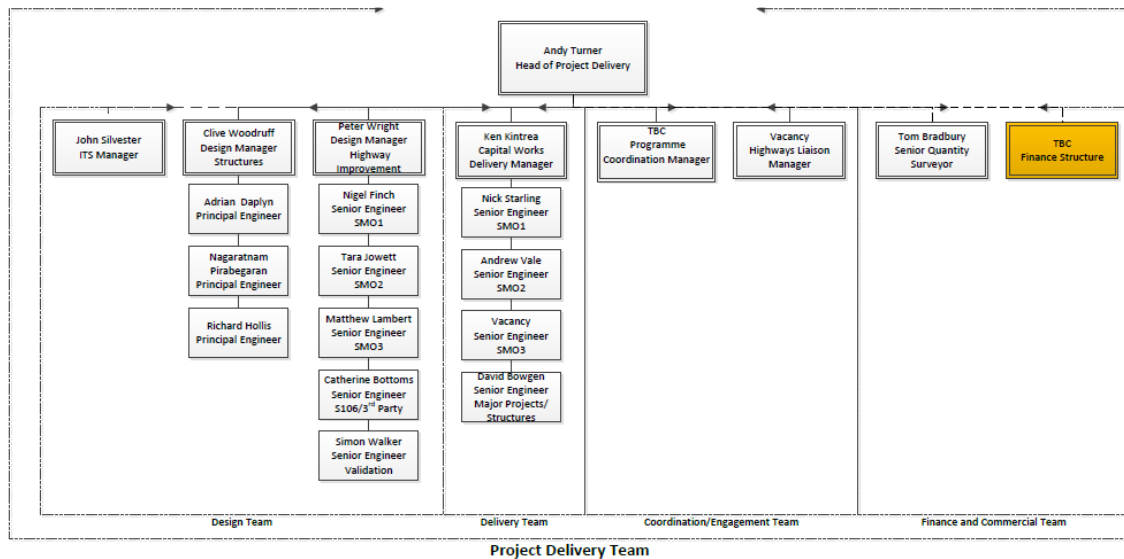 Andy Turner
Head of Project Delivery
John Silvester
ITS Manager
Clive Woodruff
Design Manager
Structures
Peter Wright
Design Manager
Highway
Improvement
Ken Kintrea
Capital Works
Delivery Manager
TBC
Programme
Coordination Manager
Vacancy
Highways Liaison
Manager
Tom Bradbury
Senior Quantity
Surveyor
TBC
Finance Structure
Adrian Daplyn
Principal Engineer
Nagaratnam
Pirabegaran
Principal Engineer
Richard Hollis
Principal Engineer
Nigel Finch
Senior Engineer
SMO1
Tara Jowett
Senior Engineer
SMO2
Matthew Lambert
Senior Engineer
SMO3
Catherine Bottoms
Senior Engineer
S106/3rd Party
Simon Walker
Senior Engineer
Validation
Nick Starling
Senior Engineer
SMO1
Andrew Vale
Senior Engineer
SMO2
Vacancy
Senior Engineer
SMO3
David Bowgen
Senior Engineer
Major Projects/
Structures
Design Team
Delivery Team
Coordination/Engagement Team
Finance and Commercial Team
Project Delivery Team